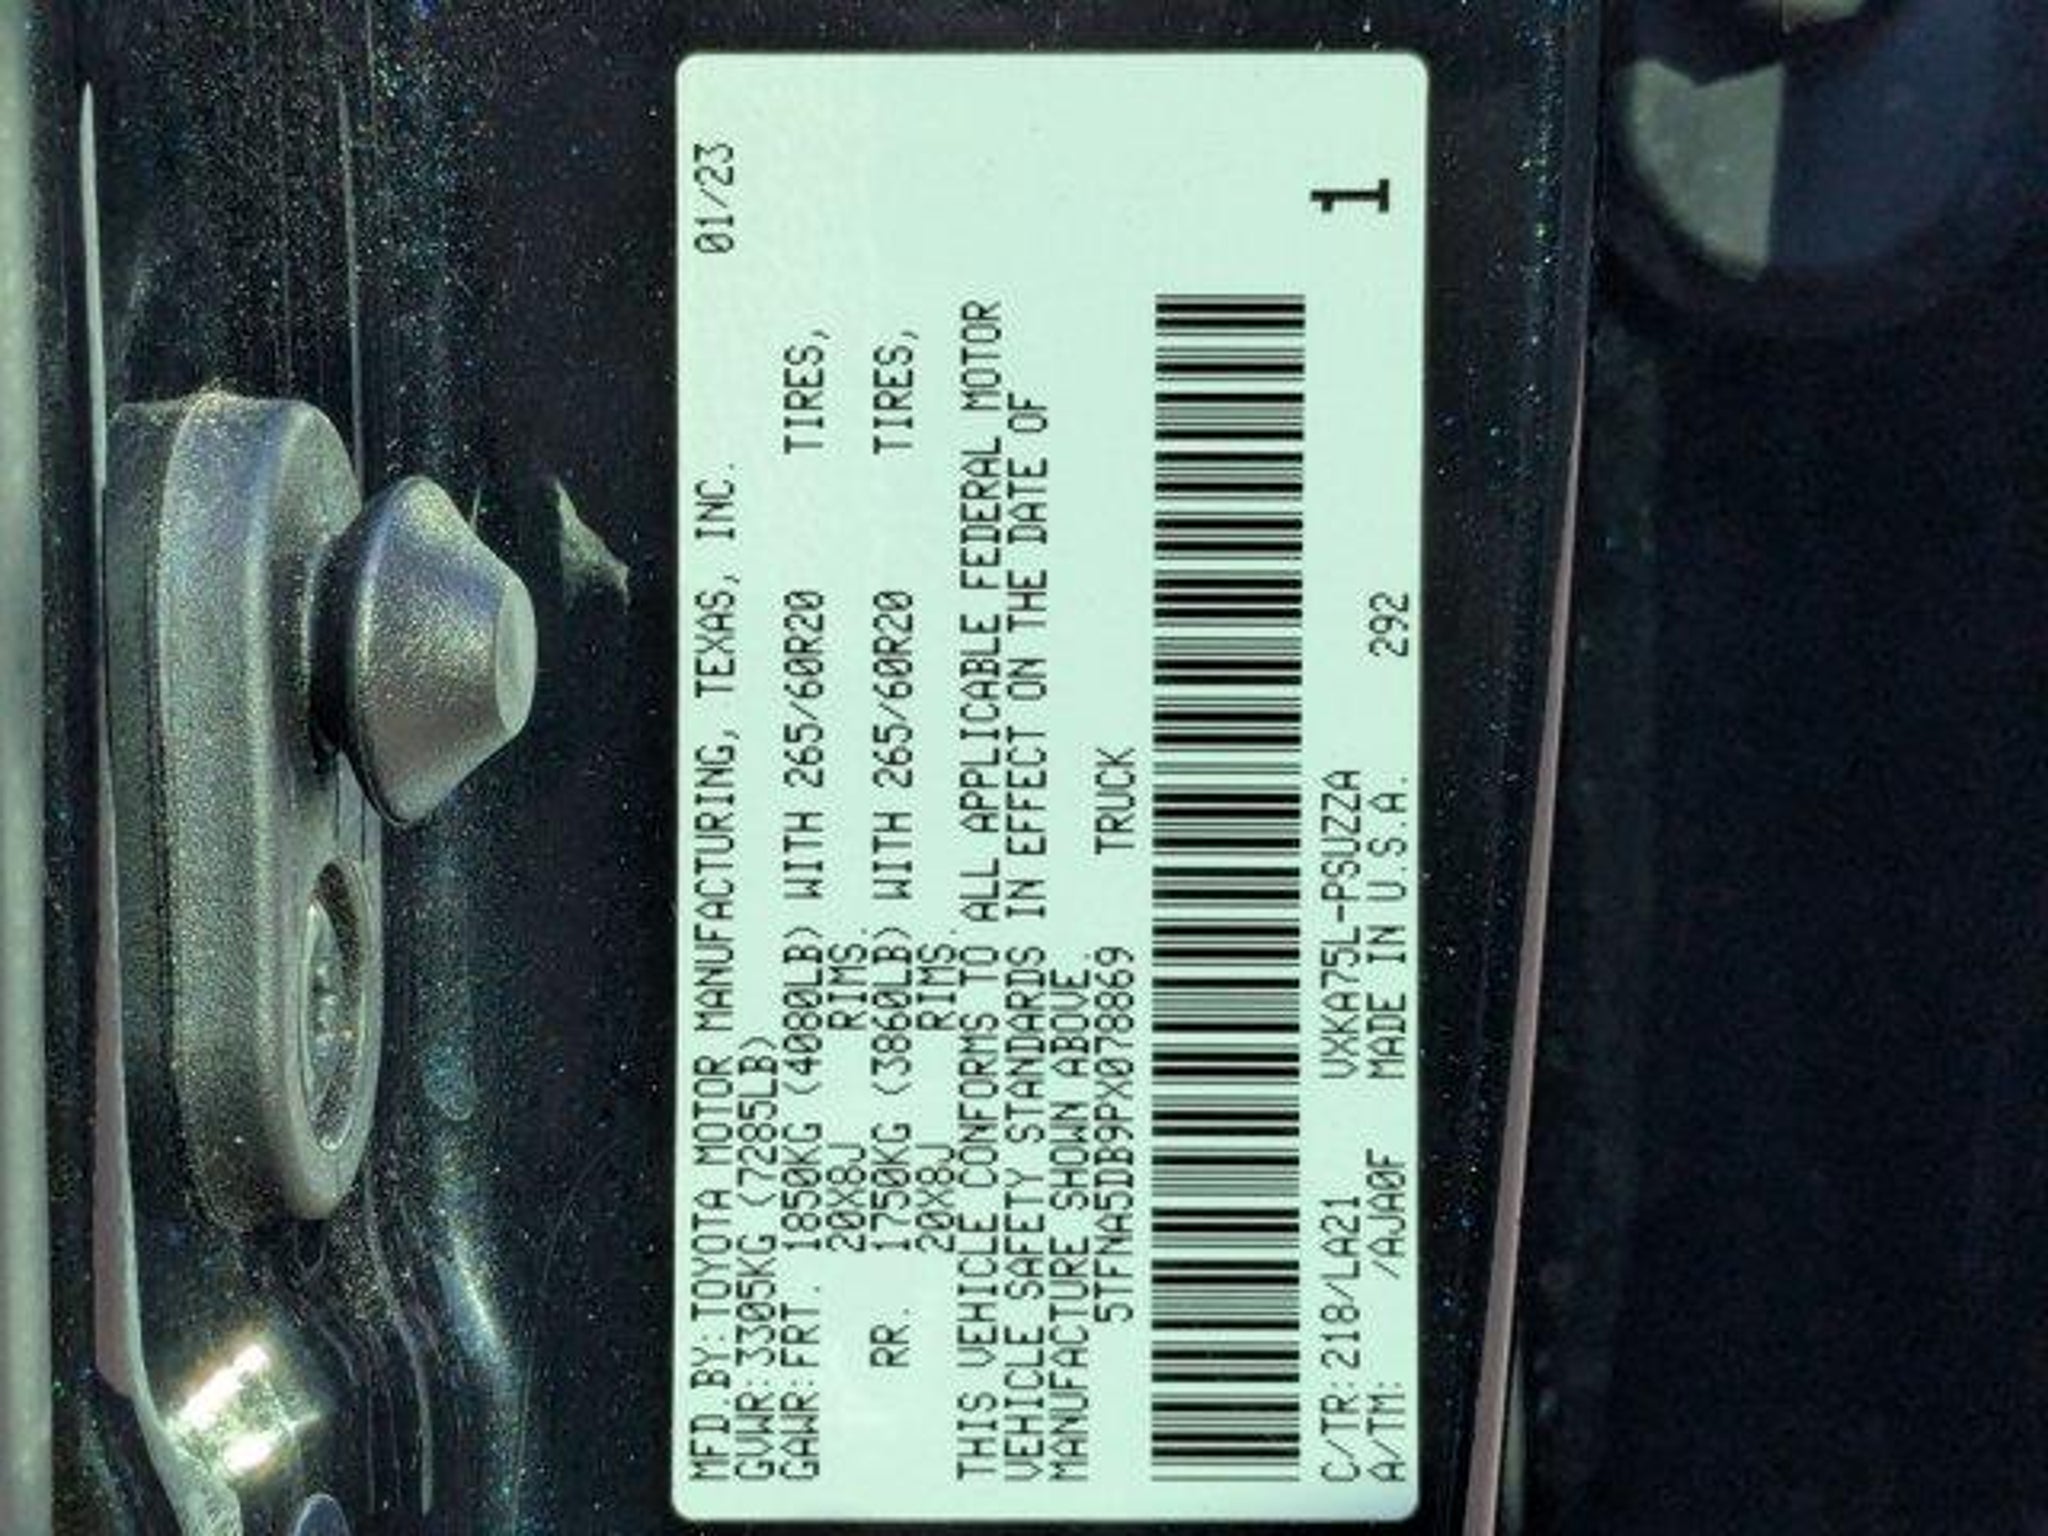 MFD.BY:TOYOTA MOTOR MANUFACTURING, TEXAS, INC. 01/23
GVWR:3305KG (7285LB)
GAWR:FRT. 1850KG (4080LB) WITH 265/60R20 TIRES,
20X8J RIMS.
RR. 1750KG (3860LB) WITH 265/60R20 TIRES,
20X8J RIMS.
THIS VEHICLE CONFORMS TO ALL APPLICABLE FEDERAL MOTOR
VEHICLE SAFETY STANDARDS IN EFFECT ON THE DATE OF
MANUFACTURE SHOWN ABOVE.
5TFNA5DB9PX078869 TRUCK
C/TR:218/LA21 VXKA75L-PSUZZA 1
A/TM: /AJA0F MADE IN U.S.A. 292